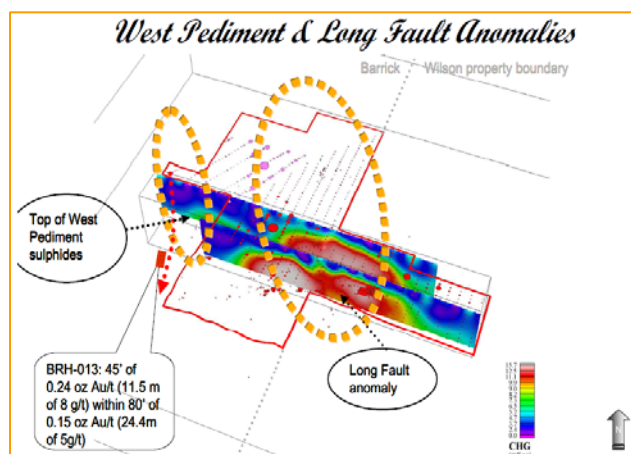 West Pediment & Long Fault Anomalies
Barrick
Wilson property boundary
Top of West
Pediment
sulphides
BRH-013: 45' of
0.24 oz Au/t (11.5 m
of 8 g/t) within 80' of
0.15 oz Au/t (24.4m
of 5g/t)
Long Fault
anomaly
CHG
N